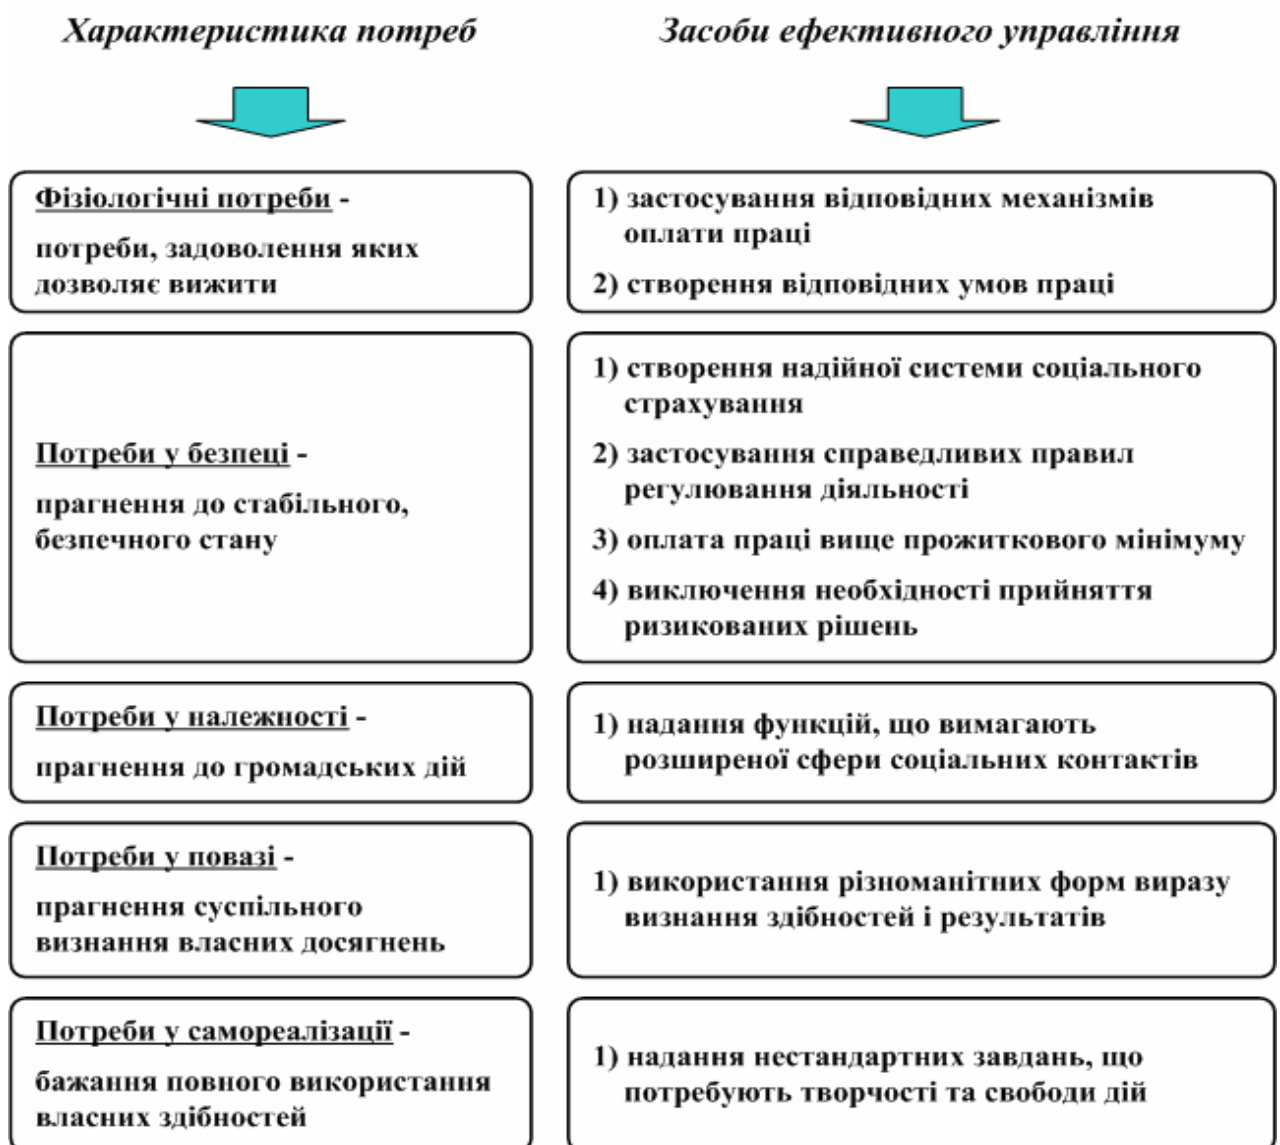 Характеристика потреб
Засоби ефективного управління
Фізіологічні потреби -
потреби, задоволення яких
дозволяє вижити
1) застосування відповідних механізмів
оплати праці
2) створення відповідних умов праці
Потреби у безпеці -
прагнення до стабільного,
безпечного стану
1) створення надійної системи соціального
страхування
2) застосування справедливих правил
регулювання діяльності
3) оплата праці вище прожиткового мінімуму
4) виключення необхідності прийняття
ризикованих рішень
Потреби у належності -
прагнення до громадських дій
1) надання функцій, що вимагають
розширеної сфери соціальних контактів
Потреби у повазі -
прагнення суспільного
визнання власних досягнень
1) використання різноманітних форм виразу
визнання здібностей і результатів
Потреби у самореалізації -
бажання повного використання
власних здібностей
1) надання нестандартних завдань, що
потребують творчості та свободи дій